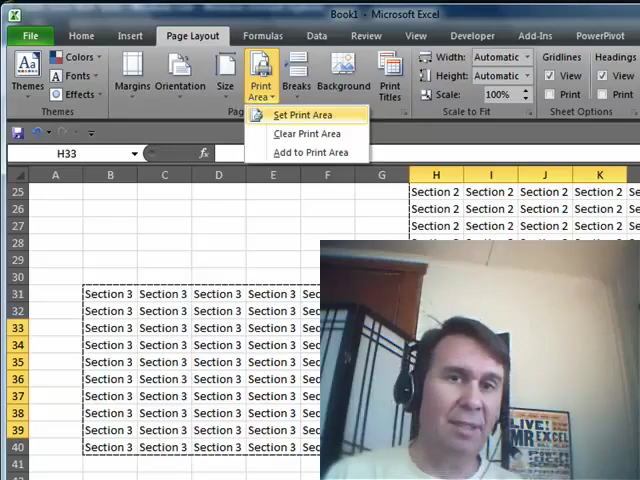 Book1 - Microsoft Excel
File Home Insert Page Layout Formulas Data Review View Developer Add-Ins PowerPivot
Colors Width: Automatic Gridlines Headings
Aa Fonts Height: Automatic View View
Themes Effects Margins Orientation Size Print Area Breaks Background Print Titles Scale: 100% Print Print
Themes Scale to Fit Sheet Options
Set Print Area
Clear Print Area
Add to Print Area
H33 fx
A B C D E F G H I J K
25 Section 2 Section 2 Section 2 Section 2
26 Section 2 Section 2 Section 2 Section 2
27 Section 2 Section 2 Section 2 Section 2
28
29
30
31 Section 3 Section 3 Section 3 Section 3
32 Section 3 Section 3 Section 3 Section 3
33 Section 3 Section 3 Section 3 Section 3
34 Section 3 Section 3 Section 3 Section 3
35 Section 3 Section 3 Section 3 Section 3
36 Section 3 Section 3 Section 3 Section 3
37 Section 3 Section 3 Section 3 Section 3
38 Section 3 Section 3 Section 3 Section 3
39 Section 3 Section 3 Section 3 Section 3
40 Section 3 Section 3 Section 3 Section 3
41
LIVE!
MR EXCEL